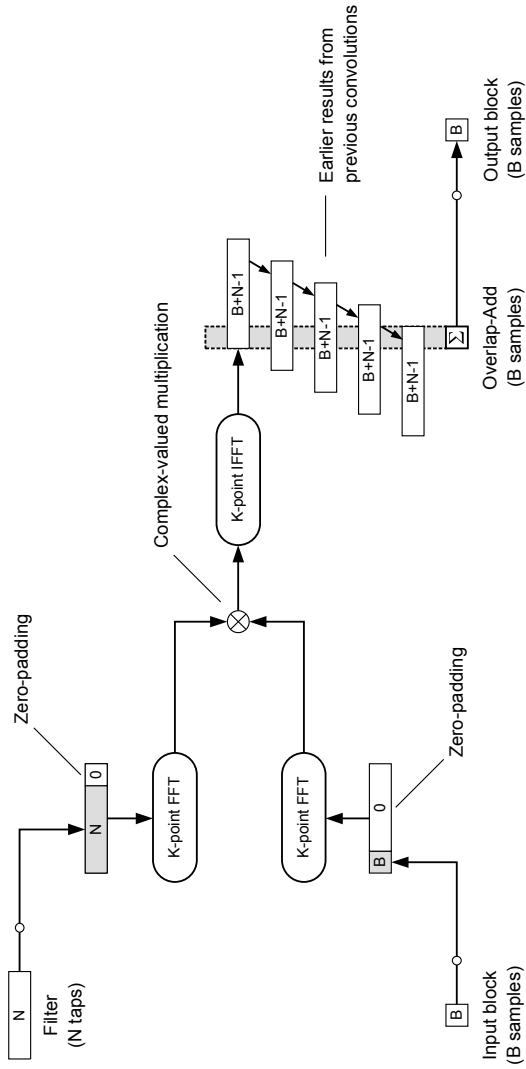 N
Filter
(N taps)
Zero-padding
N
0
K-point FFT
Complex-valued multiplication
K-point IFFT
B+N-1
B+N-1
B+N-1
B+N-1
B+N-1
Earlier results from
previous convolutions
K-point FFT
B
0
Zero-padding
B
Input block
(B samples)
Σ
Overlap-Add
(B samples)
B
Output block
(B samples)